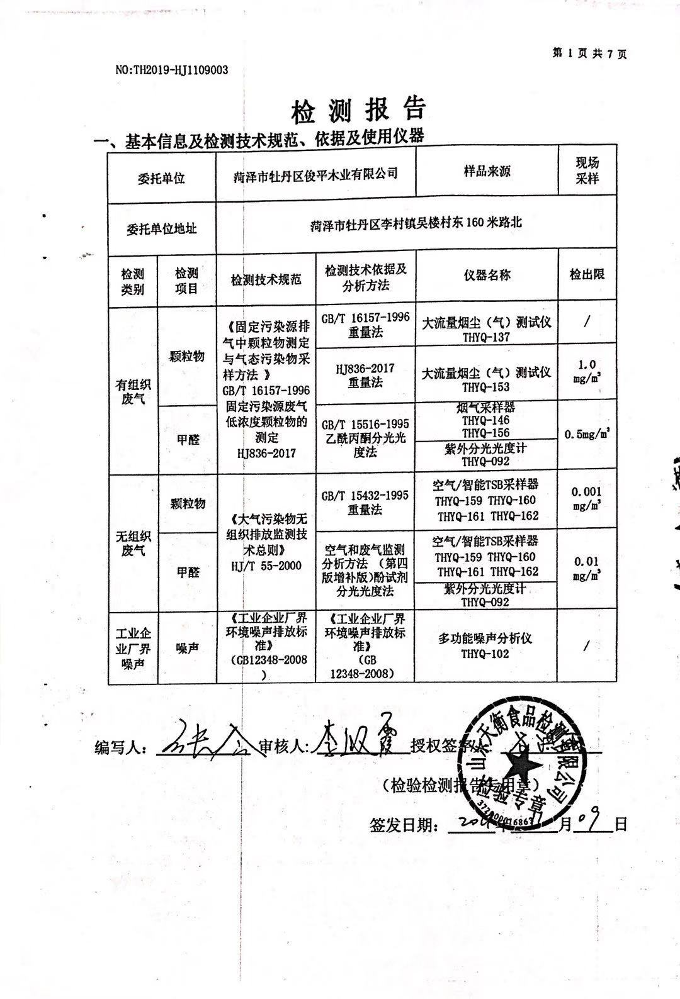 第 1 页 共 7 页
NO:TH2019-HJ1109003
检测报告
一、基本信息及检测技术规范、依据及使用仪器
委托单位
菏泽市牡丹区俊平木业有限公司
样品来源
现场
采样
委托单位地址
菏泽市牡丹区李村镇吴楼村东160米路北
检测
类别
检测
项目
检测技术规范
检测技术依据及
分析方法
仪器名称
检出限
有组织
废气
颗粒物
《固定污染源排
气中颗粒物测定
与气态污染物采
样方法 》
GB/T 16157-1996
固定污染源废气
低浓度颗粒物的
测定
HJ836-2017
GB/T 16157-1996
重量法
大流量烟尘（气）测试仪
THYQ-137
/
HJ836-2017
重量法
大流量烟尘（气）测试仪
THYQ-153
1.0
mg/m³
甲醛
GB/T 15516-1995
乙酰丙酮分光光
度法
烟气采样器
THYQ-146
THYQ-156
紫外分光光度计
THYQ-092
0.5mg/m³
无组织
废气
颗粒物
《大气污染物无
组织排放监测技
术总则》
HJ/T 55-2000
GB/T 15432-1995
重量法
空气/智能TSB采样器
THYQ-159 THYQ-160
THYQ-161 THYQ-162
0.001
mg/m³
甲醛
空气和废气监测
分析方法 （第四
版增补版)酚试剂
分光光度法
空气/智能TSB采样器
THYQ-159 THYQ-160
THYQ-161 THYQ-162
紫外分光光度计
THYQ-092
0.01
mg/m³
工业企
业厂界
噪声
噪声
《工业企业厂界
环境噪声排放标
准》
（GB12348-2008
）
《工业企业厂界
环境噪声排放标
准》
（GB
12348-2008）
多功能噪声分析仪
THYQ-102
/
编写人： 审核人: 李 霞 授权签字
山东天衡食品检测有限公司
（检验检测报告专用章）
检验专章
签发日期： 年 11 月 09 日